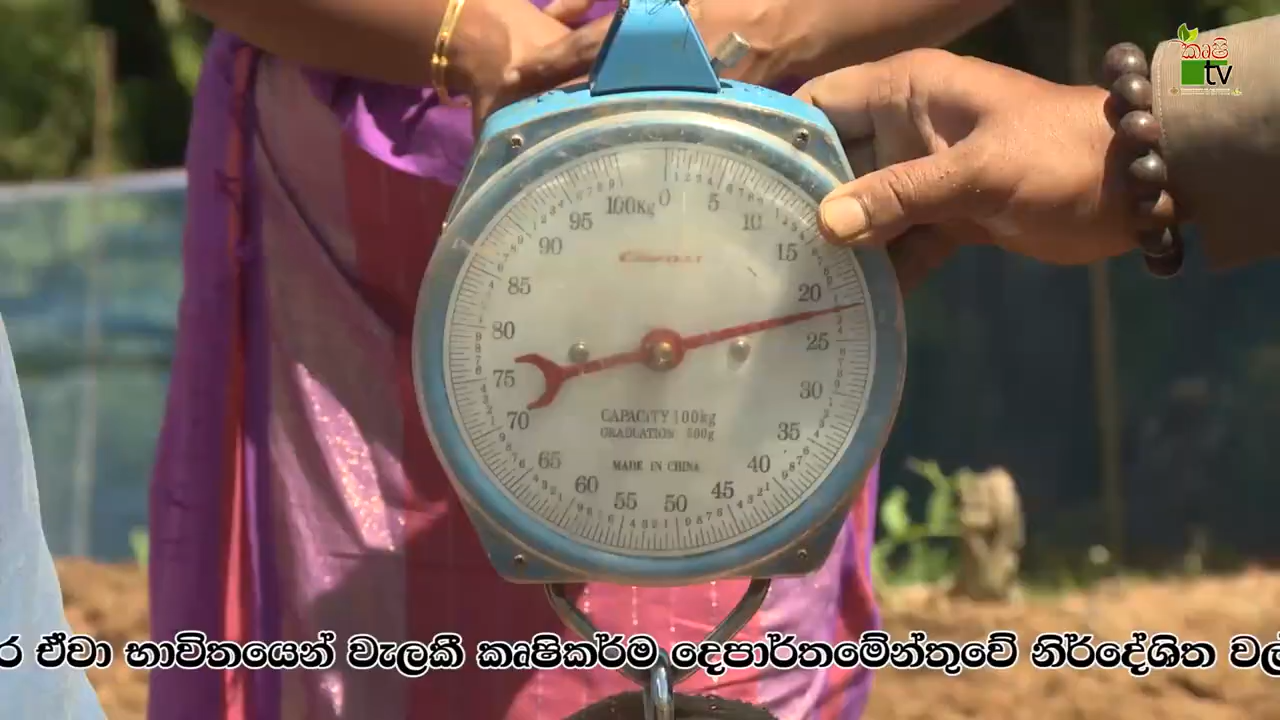 කෘෂි
tv
100Kg 0 5 10 15 20 25 30 35 40 45 50 55 60 65 70 75 80 85 90 95
CAPACITY 100kg
GRADUATION 500g
MADE IN CHINA
ර ඒවා භාවිතයෙන් වැලකී කෘෂිකර්ම දෙපාර්තමේන්තුවේ නිර්දේශිත වල්